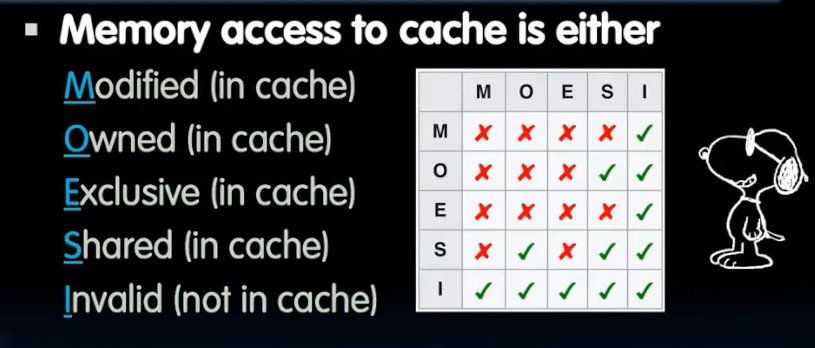 Memory access to cache is either
Modified (in cache)
Owned (in cache)
Exclusive (in cache)
Shared (in cache)
Invalid (not in cache)
M O E S I
M ✗ ✗ ✗ ✗ ✓
O ✗ ✗ ✗ ✓ ✓
E ✗ ✗ ✗ ✗ ✓
S ✗ ✓ ✗ ✓ ✓
I ✓ ✓ ✓ ✓ ✓